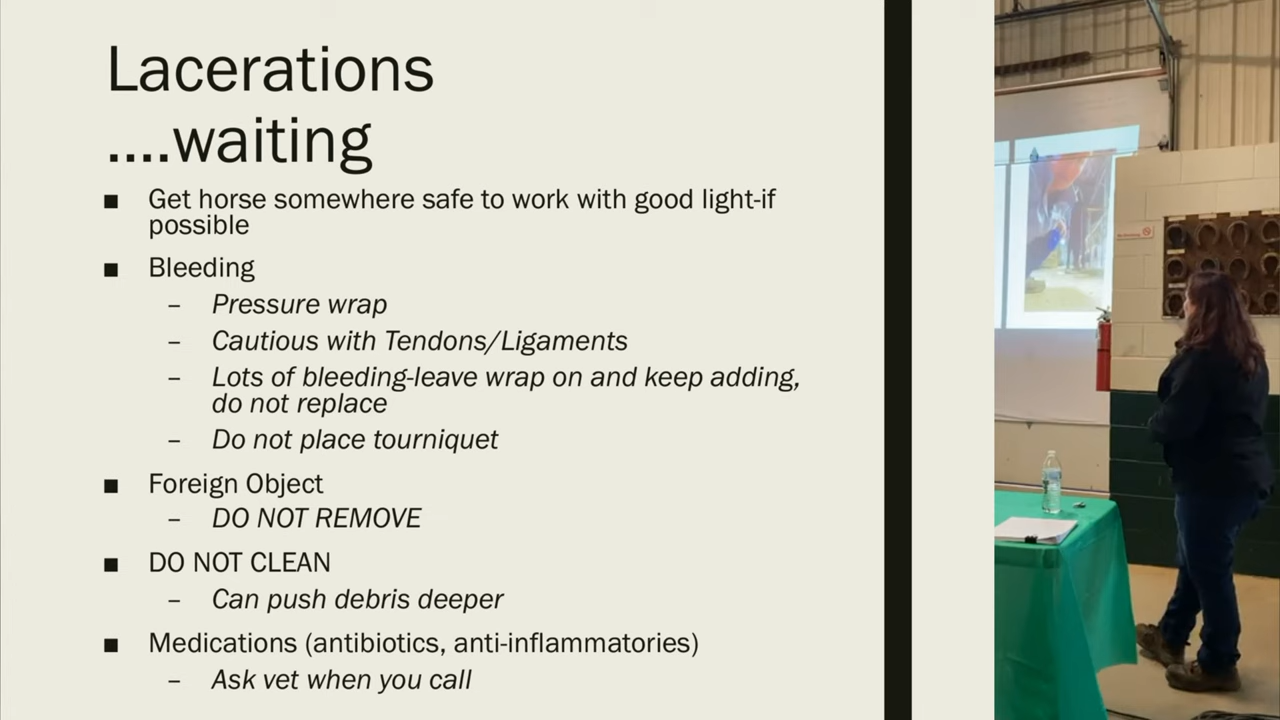 Lacerations
....waiting
■ Get horse somewhere safe to work with good light-if
possible
■ Bleeding
– Pressure wrap
– Cautious with Tendons/Ligaments
– Lots of bleeding-leave wrap on and keep adding,
do not replace
– Do not place tourniquet
■ Foreign Object
– DO NOT REMOVE
■ DO NOT CLEAN
– Can push debris deeper
■ Medications (antibiotics, anti-inflammatories)
– Ask vet when you call